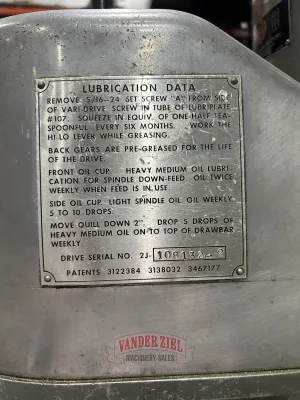 LUBRICATION DATA
REMOVE 5/16-24 SET SCREW "A" FROM SIDE
OF VARI-DRIVE. SCREW IN TUBE OF LUBRIPLATE
#107. SQUEEZE IN EQUIV. OF ONE-HALF TEA-
SPOONFUL EVERY SIX MONTHS. WORK THE
HI-LO LEVER WHILE GREASING.
BACK GEARS ARE PRE-GREASED FOR THE LIFE
OF THE DRIVE.
FRONT OIL CUP. HEAVY MEDIUM OIL LUBRI-
CATION FOR SPINDLE DOWN-FEED. OIL TWICE
WEEKLY WHEN FEED IS IN USE
SIDE OIL CUP. LIGHT SPINDLE OIL. OIL WEEKLY
5 TO 10 DROPS.
MOVE QUILL DOWN 2". DROP 5 DROPS OF
HEAVY MEDIUM OIL ON TO TOP OF DRAWBAR
WEEKLY.
DRIVE SERIAL NO. 2J-
PATENTS 3122384 3138032 3467177
VANDER ZIEL
MACHINERY SALES